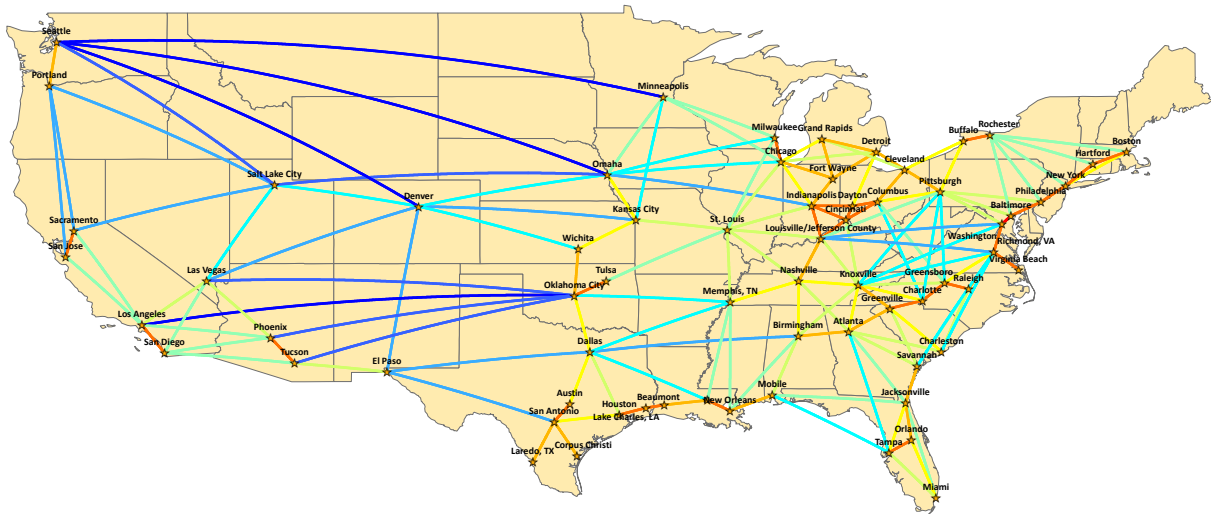 Seattle
Portland
Minneapolis
Milwaukee
Grand Rapids
Detroit
Buffalo
Rochester
Boston
Hartford
Chicago
Cleveland
Fort Wayne
Omaha
Salt Lake City
Denver
New York
Pittsburgh
Philadelphia
Indianapolis
Dayton
Columbus
Cincinnati
Baltimore
Kansas City
Sacramento
San Jose
St. Louis
Louisville/Jefferson County
Washington
Richmond, VA
Wichita
Virginia Beach
Las Vegas
Tulsa
Oklahoma City
Nashville
Knoxville
Greensboro
Raleigh
Charlotte
Greenville
Memphis, TN
Los Angeles
San Diego
Phoenix
Tucson
Birmingham
Atlanta
Dallas
El Paso
Charleston
Savannah
Austin
San Antonio
Houston
Beaumont
Lake Charles, LA
New Orleans
Mobile
Jacksonville
Orlando
Tampa
Laredo, TX
Corpus Christi
Miami